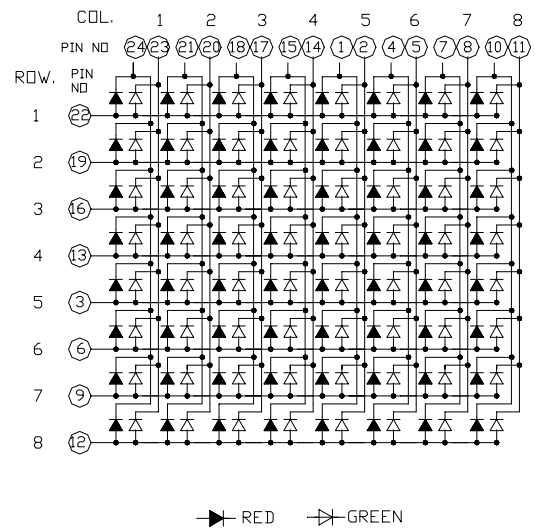 COL. 1 2 3 4 5 6 7 8
PIN NO 24 23 21 20 18 17 15 14 1 2 4 5 7 8 10 11
ROW. PIN
NO
1 22
2 19
3 16
4 13
5 3
6 6
7 9
8 12
RED GREEN